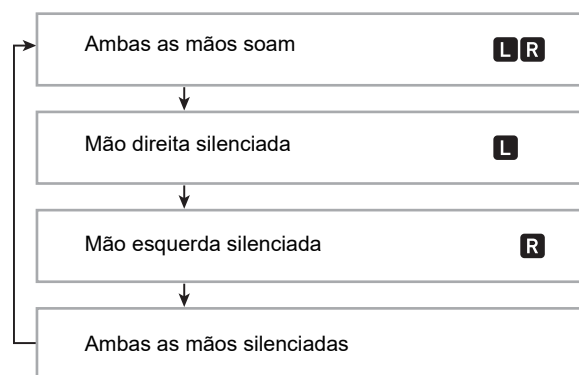 Ambas as mãos soam L R
Mão direita silenciada L
Mão esquerda silenciada R
Ambas as mãos silenciadas